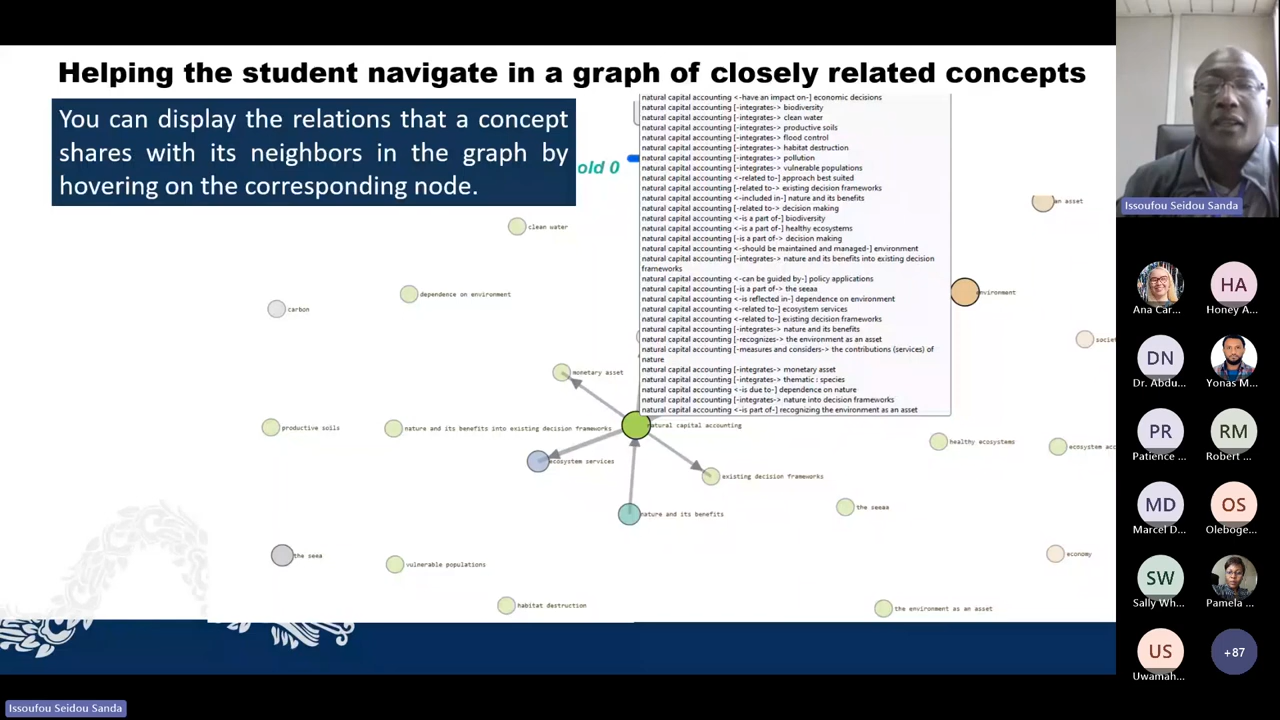 Helping the student navigate in a graph of closely related concepts
You can display the relations that a concept
shares with its neighbors in the graph by
hovering on the corresponding node.
old 0
natural capital accounting <-have an impact on-] economic decisions
natural capital accounting [-integrates-> biodiversity
natural capital accounting [-integrates-> clean water
natural capital accounting [-integrates-> productive soils
natural capital accounting [-integrates-> flood control
natural capital accounting [-integrates-> habitat destruction
natural capital accounting [-integrates-> pollution
natural capital accounting [-integrates-> vulnerable populations
natural capital accounting <-related to-] approach best suited
natural capital accounting [-related to-> existing decision frameworks
natural capital accounting <-included in-] nature and its benefits
natural capital accounting [-related to-> decision making
natural capital accounting <-is a part of-] biodiversity
natural capital accounting <-is a part of-] healthy ecosystems
natural capital accounting [-is a part of-> decision making
natural capital accounting <-should be maintained and managed-] environment
natural capital accounting [-integrates-> nature and its benefits into existing decision
frameworks
natural capital accounting <-can be guided by-] policy applications
natural capital accounting [-is a part of-> the seeaa
natural capital accounting <-is reflected in-] dependence on environment
natural capital accounting <-related to-] ecosystem services
natural capital accounting <-related to-] existing decision frameworks
natural capital accounting [-integrates-> nature and its benefits
natural capital accounting [-recognizes-> the environment as an asset
natural capital accounting [-measures and considers-> the contributions (services) of
nature
natural capital accounting [-integrates-> monetary asset
natural capital accounting [-integrates-> thematic : species
natural capital accounting <-is due to-] dependence on nature
natural capital accounting [-integrates-> nature into decision frameworks
natural capital accounting <-is part of-] recognizing the environment as an asset
an asset
clean water
dependence on environment
environment
carbon
societ
monetary asset
natural capital accounting
productive soils
nature and its benefits into existing decision frameworks
healthy ecosystems
ecosystem acc
ecosystem services
existing decision frameworks
the seeaa
nature and its benefits
the seea
economy
vulnerable populations
habitat destruction
the environment as an asset
Issoufou Seidou Sanda
HA
Ana Car...
Honey A...
DN
Dr. Abdu...
Yonas M...
PR
RM
Patience ...
Robert ...
MD
OS
Marcel D...
Oleboge...
SW
Sally Wh...
Pamela ...
US
+87
Uwamah...
Issoufou Seidou Sanda